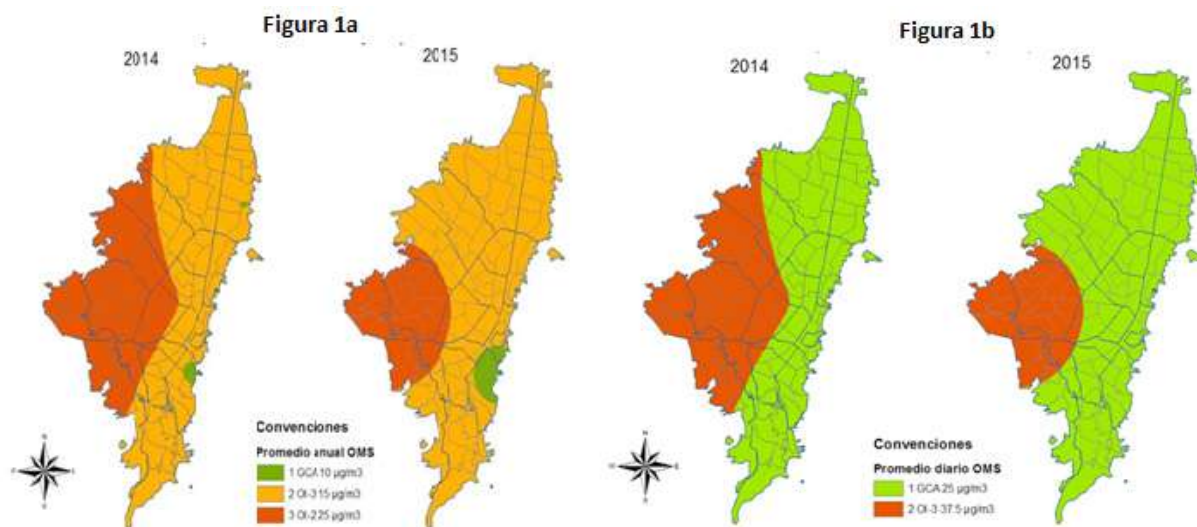 Figura 1a
2014
2015
Convenciones
Promedio anual OMS
1 GCA 10 µg/m3
2 OI-3 15 µg/m3
3 OI-2 25 µg/m3
Figura 1b
2014
2015
Convenciones
Promedio diario OMS
1 GCA 25 µg/m3
2 OI-3 37.5 µg/m3